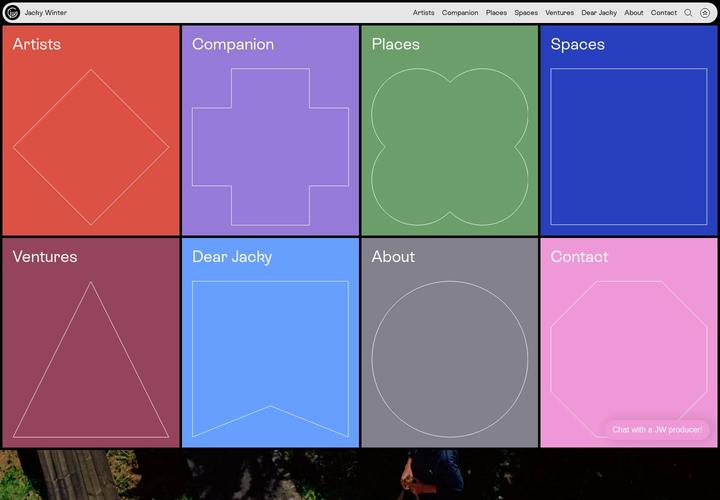 Jacky Winter
Artists Companion Places Spaces Ventures Dear Jacky About Contact
Artists
Companion
Places
Spaces
Ventures
Dear Jacky
About
Contact
Chat with a JW producer!